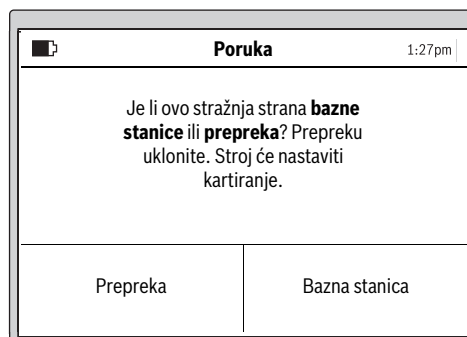 Poruka 1:27pm
Je li ovo stražnja strana bazne
stanice ili prepreka? Prepreku
uklonite. Stroj će nastaviti
kartiranje.
Prepreka Bazna stanica